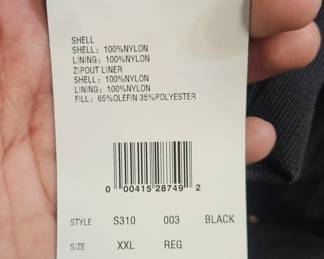 SHELL
SHELL: 100%NYLON
LINING: 100%NYLON
ZIPOUT LINER
SHELL: 100%NYLON
LINING: 100%NYLON
FILL: 65%OLEFIN 35%POLYESTER
0 00415 28749 2
STYLE S310 003 BLACK
SIZE XXL REG